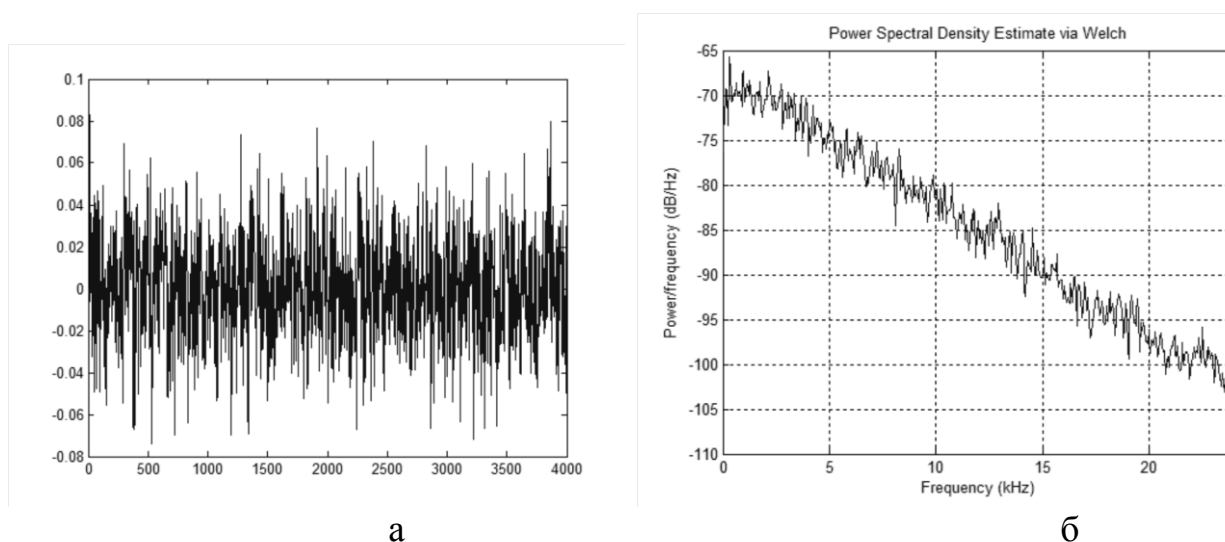 0.1
0.08
0.06
0.04
0.02
0
-0.02
-0.04
-0.06
-0.08
0 500 1000 1500 2000 2500 3000 3500 4000
а
Power Spectral Density Estimate via Welch
Power/frequency (dB/Hz)
-65
-70
-75
-80
-85
-90
-95
-100
-105
-110
0 5 10 15 20
Frequency (kHz)
б